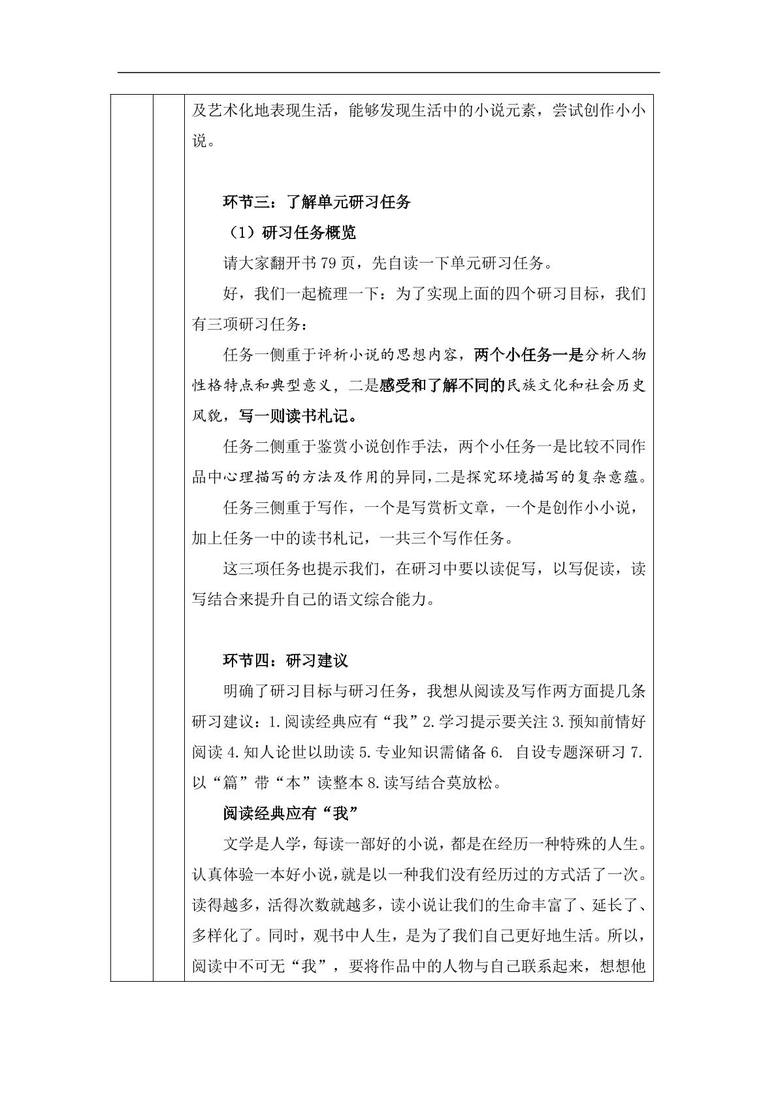 及艺术化地表现生活，能够发现生活中的小说元素，尝试创作小小
说。
环节三：了解单元研习任务
（1）研习任务概览
请大家翻开书 79 页，先自读一下单元研习任务。
好，我们一起梳理一下：为了实现上面的四个研习目标，我们
有三项研习任务：
任务一侧重于评析小说的思想内容，两个小任务一是分析人物
性格特点和典型意义，二是感受和了解不同的民族文化和社会历史
风貌，写一则读书札记。
任务二侧重于鉴赏小说创作手法，两个小任务一是比较不同作
品中心理描写的方法及作用的异同，二是探究环境描写的复杂意蕴。
任务三侧重于写作，一个是写赏析文章，一个是创作小小说，
加上任务一中的读书札记，一共三个写作任务。
这三项任务也提示我们，在研习中要以读促写，以写促读，读
写结合来提升自己的语文综合能力。
环节四：研习建议
明确了研习目标与研习任务，我想从阅读及写作两方面提几条
研习建议：1.阅读经典应有“我”2.学习提示要关注 3.预知前情好
阅读 4.知人论世以助读 5.专业知识需储备 6. 自设专题深研习 7.
以“篇”带“本”读整本 8.读写结合莫放松。
阅读经典应有“我”
文学是人学，每读一部好的小说，都是在经历一种特殊的人生。
认真体验一本好小说，就是以一种我们没有经历过的方式活了一次。
读得越多，活得次数就越多，读小说让我们的生命丰富了、延长了、
多样化了。同时，观书中人生，是为了我们自己更好地生活。所以，
阅读中不可无“我”，要将作品中的人物与自己联系起来，想想他